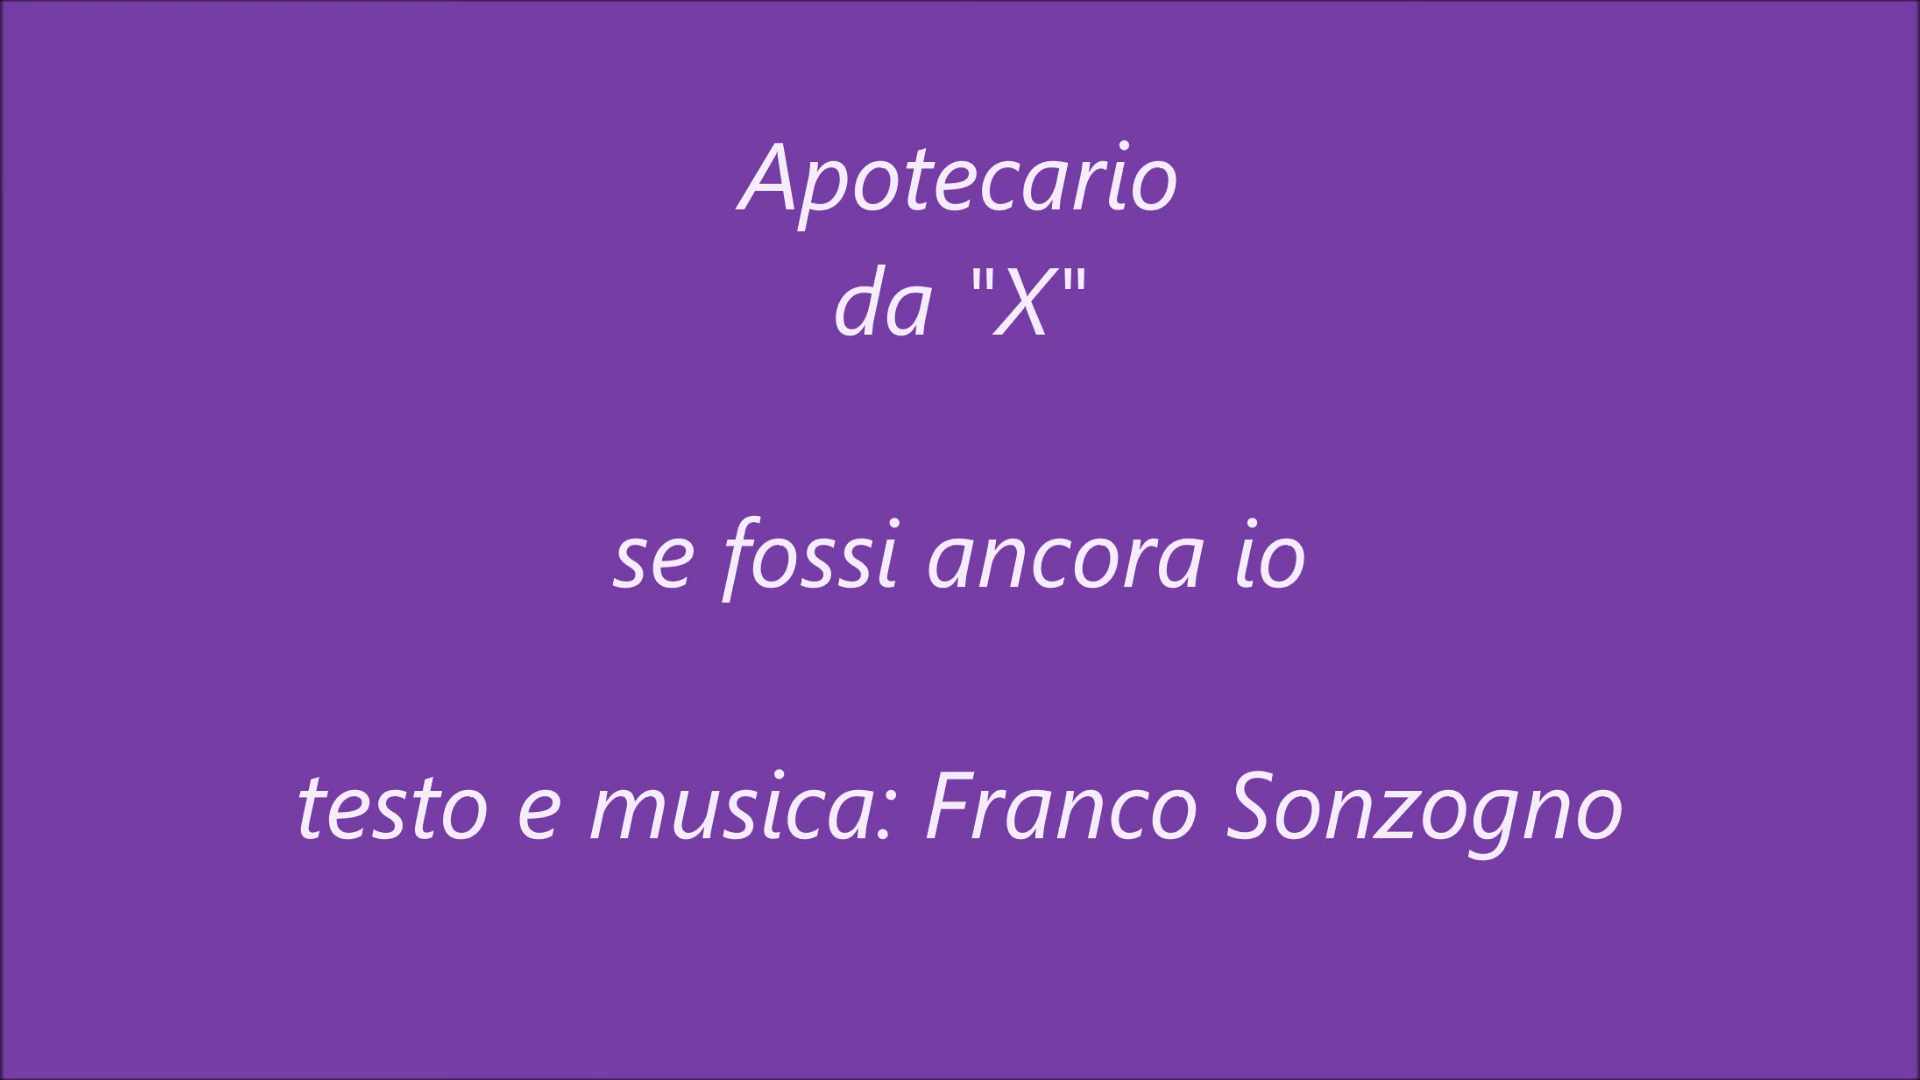 Apotecario
da "X"
se fossi ancora io
testo e musica: Franco Sonzogno